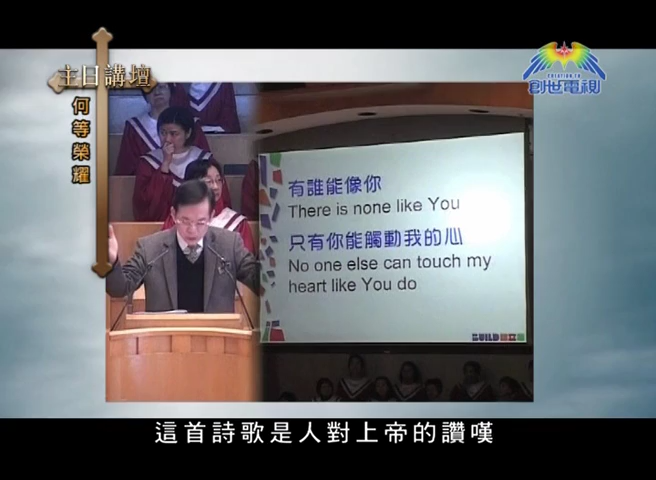 主日講壇
何等榮耀
CREATION TV
創世電視
有誰能像你
There is none like You
只有你能觸動我的心
No one else can touch my
heart like You do
BUILD 建立
這首詩歌是人對上帝的讚嘆